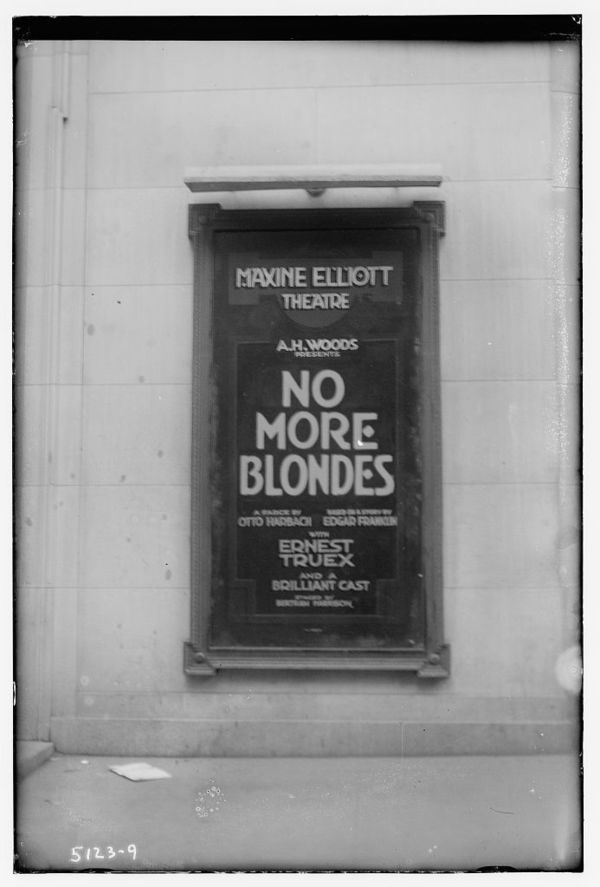 MAXINE ELLIOTT
THEATRE
A.H. WOODS
PRESENTS
NO
MORE
BLONDES
A FARCE BY
OTTO HARBACH
BASED ON A STORY BY
EDGAR FRANKLIN
WITH
ERNEST
TRUEX
AND A
BRILLIANT CAST
STAGED BY
BERTRAM HARRISON
5123-9